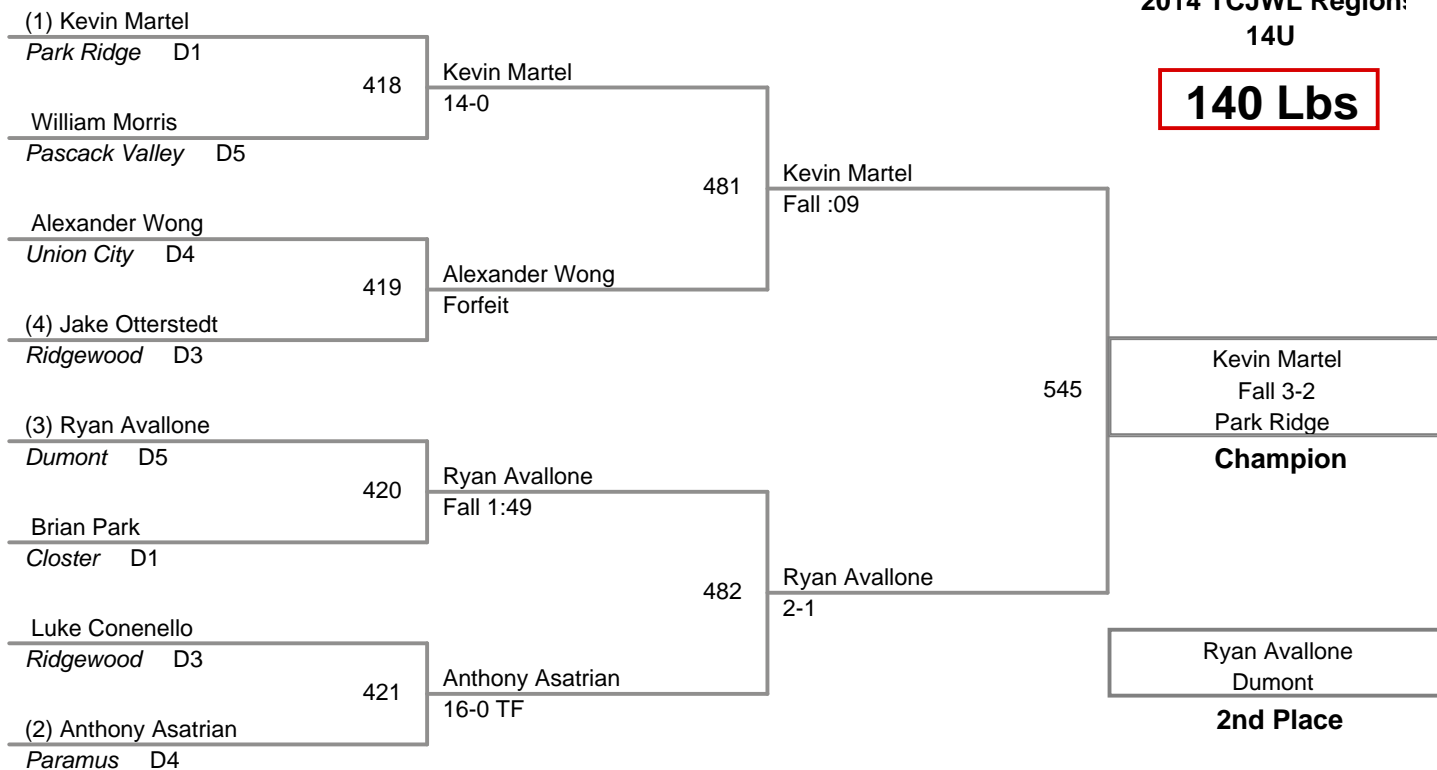 2014 TCJWL
14U
140 Lbs
(1) Kevin Martel
Park Ridge D1
418
William Morris
Pascack Valley D5
Kevin Martel
14-0
Alexander Wong
Union City D4
419
(4) Jake Otterstedt
Ridgewood D3
Alexander Wong
Forfeit
481
Kevin Martel
Fall :09
(3) Ryan Avallone
Dumont D5
420
Brian Park
Closter D1
Ryan Avallone
Fall 1:49
Luke Conenello
Ridgewood D3
421
(2) Anthony Asatrian
Paramus D4
Anthony Asatrian
16-0 TF
482
Ryan Avallone
2-1
545
Kevin Martel
Fall 3-2
Park Ridge
Champion
Ryan Avallone
Dumont
2nd Place